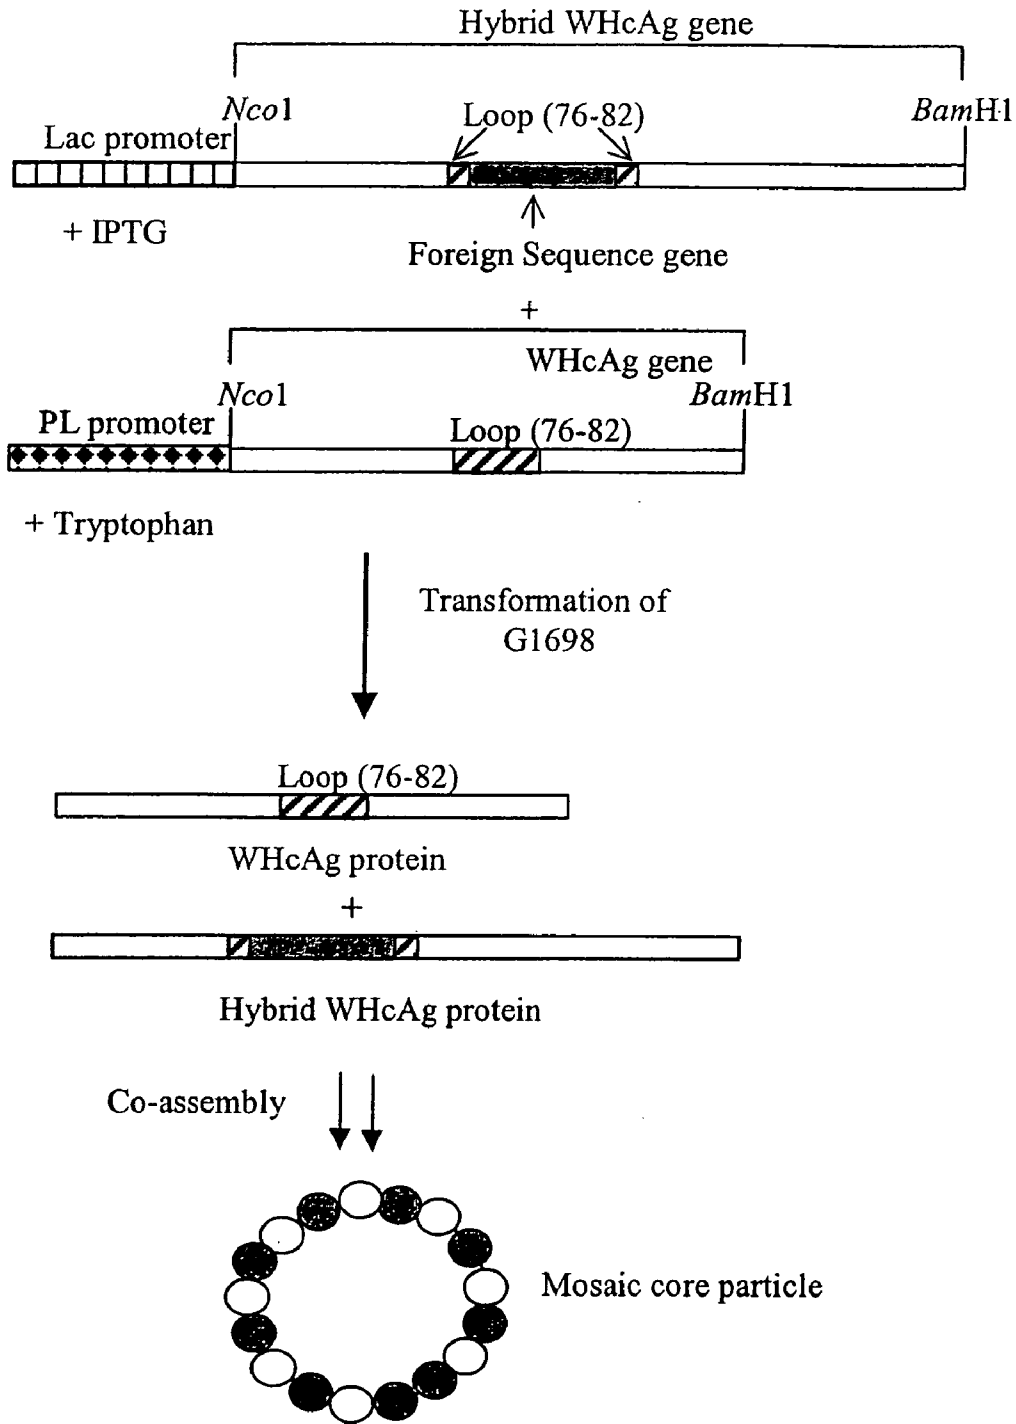 Hybrid WHcAg gene
Nco1
Loop (76-82)
BamH1
Lac promoter
+ IPTG
Foreign Sequence gene
+
WHcAg gene
Nco1
BamH1
PL promoter
Loop (76-82)
+ Tryptophan
Transformation of
G1698
Loop (76-82)
WHcAg protein
+
Hybrid WHcAg protein
Co-assembly
Mosaic core particle